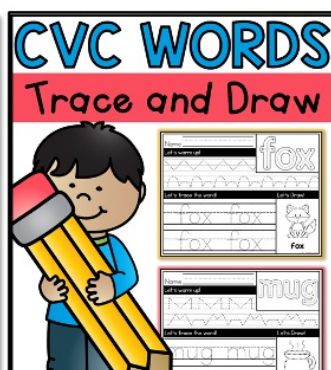 CVC WORDS
Trace and Draw
Name
fox
Let's warm up!
Let's trace the word!
Let's Draw!
fox fox
fox fox
Fox
Name
mug
Let's warm up!
Let's trace the word!
Let's Draw!
mug mug